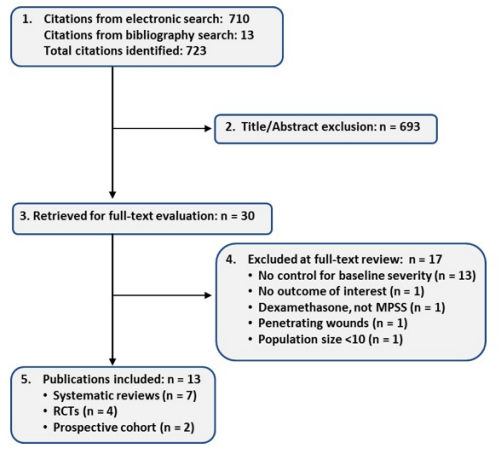 1. Citations from electronic search: 710
Citations from bibliography search: 13
Total citations identified: 723
2. Title/Abstract exclusion: n = 693
3. Retrieved for full-text evaluation: n = 30
4. Excluded at full-text review: n = 17
• No control for baseline severity (n = 13)
• No outcome of interest (n = 1)
• Dexamethasone, not MPSS (n = 1)
• Penetrating wounds (n = 1)
• Population size <10 (n = 1)
5. Publications included: n = 13
• Systematic reviews (n = 7)
• RCTs (n = 4)
• Prospective cohort (n = 2)